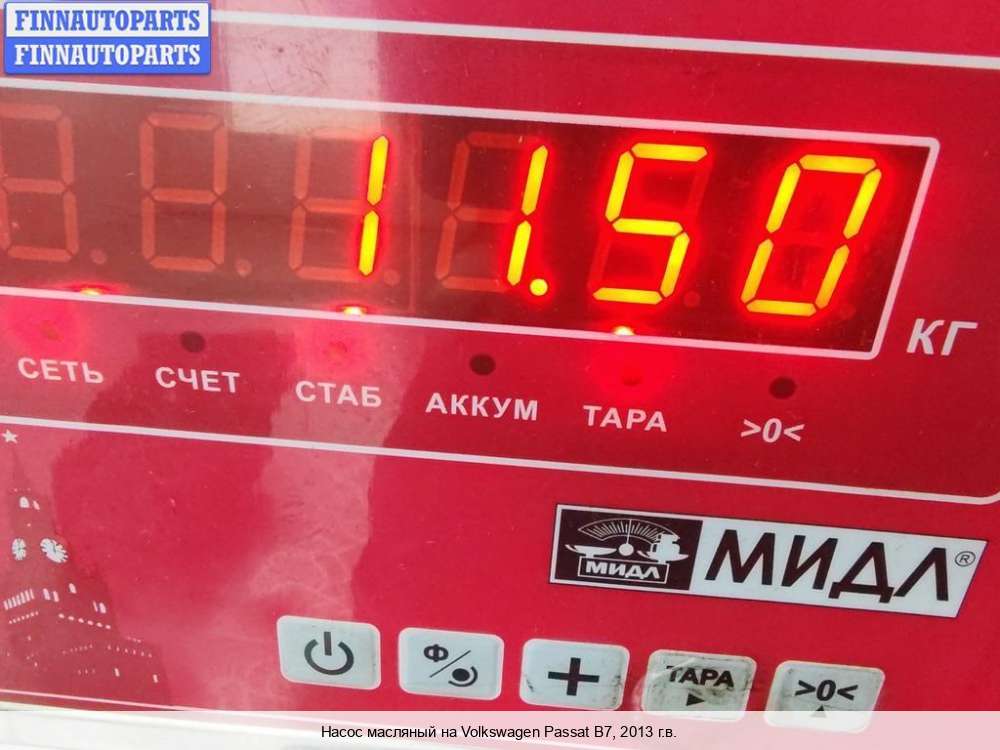 FINNAUTOPARTS
FINNAUTOPARTS
11.50
КГ
СЕТЬ СЧЕТ СТАБ АККУМ ТАРА >0<
МИДЛ МИДЛ®
Ф ТАРА >0<
Насос масляный на Volkswagen Passat B7, 2013 г.в.